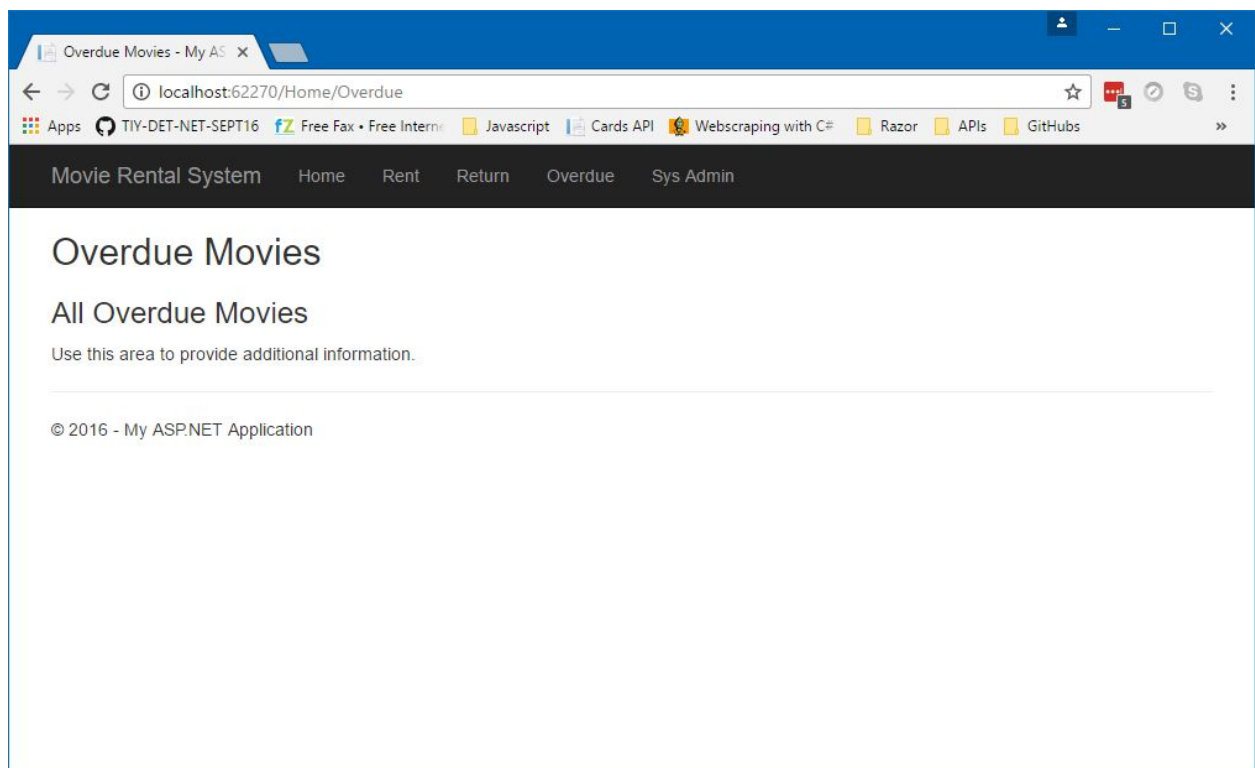 Overdue Movies - My AS
localhost:62270/Home/Overdue
5
Apps TIY-DET-NET-SEPT16 fZ Free Fax • Free Interne Javascript Cards API Webscraping with C# Razor APIs GitHubs »
Movie Rental System Home Rent Return Overdue Sys Admin
Overdue Movies
All Overdue Movies
Use this area to provide additional information.
© 2016 - My ASP.NET Application